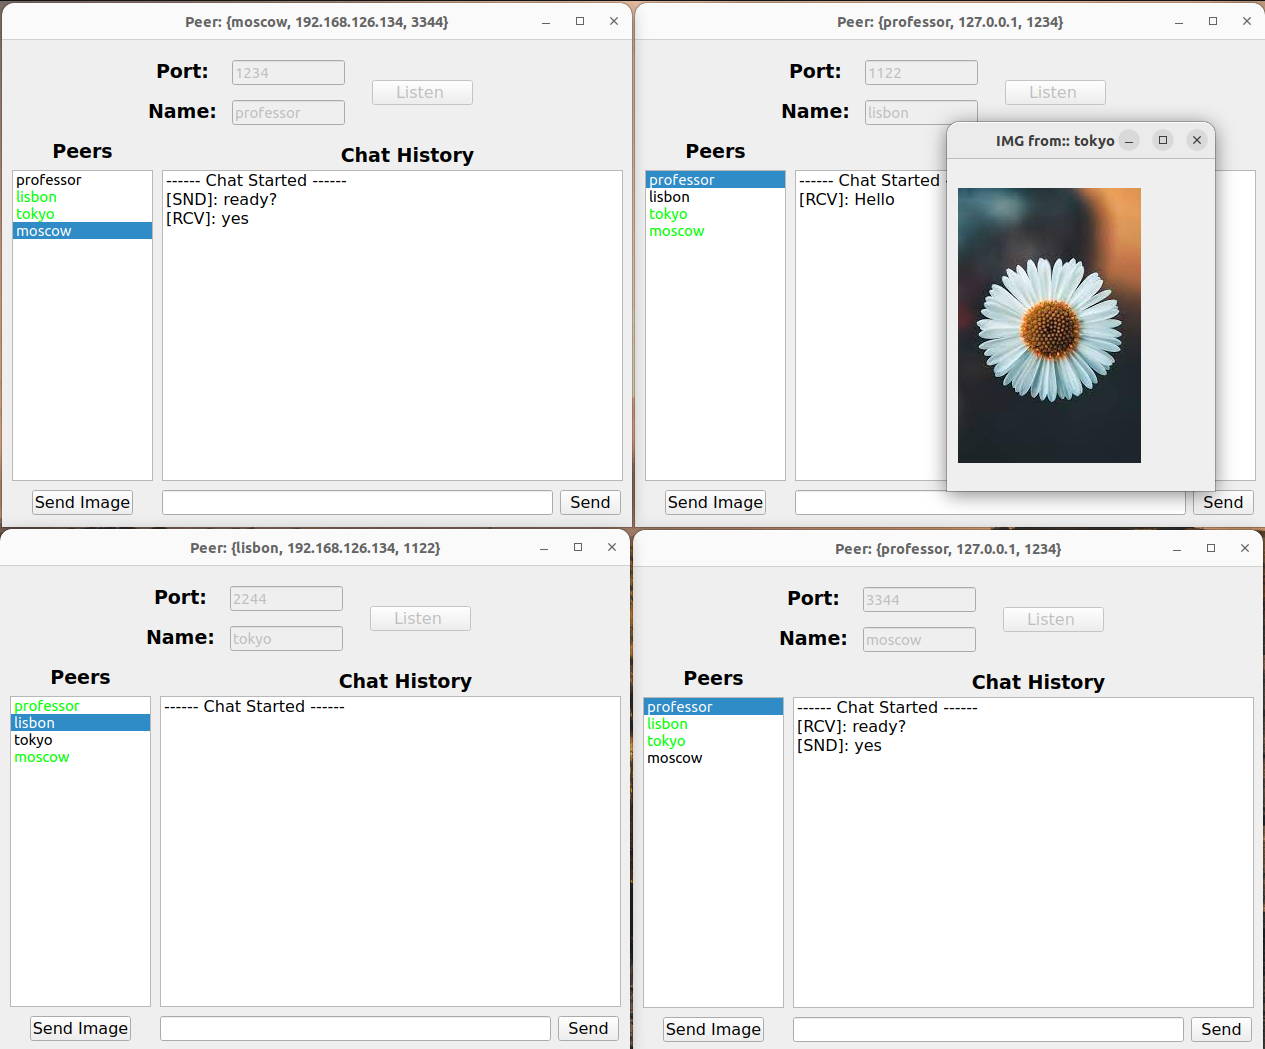 Peer: {moscow, 192.168.126.134, 3344}
Port:
1234
Listen
Name:
professor
Peers
Chat History
professor
lisbon
tokyo
moscow
------ Chat Started ------
[SND]: ready?
[RCV]: yes
Send Image
Send
Peer: {professor, 127.0.0.1, 1234}
Port:
1122
Listen
Name:
lisbon
Peers
professor
lisbon
tokyo
moscow
------ Chat Started -
[RCV]: Hello
IMG from:: tokyo
Send Image
Send
Peer: {lisbon, 192.168.126.134, 1122}
Port:
2244
Listen
Name:
tokyo
Peers
Chat History
professor
lisbon
tokyo
moscow
------ Chat Started ------
Send Image
Send
Peer: {professor, 127.0.0.1, 1234}
Port:
3344
Listen
Name:
moscow
Peers
Chat History
professor
lisbon
tokyo
moscow
------ Chat Started ------
[RCV]: ready?
[SND]: yes
Send Image
Send